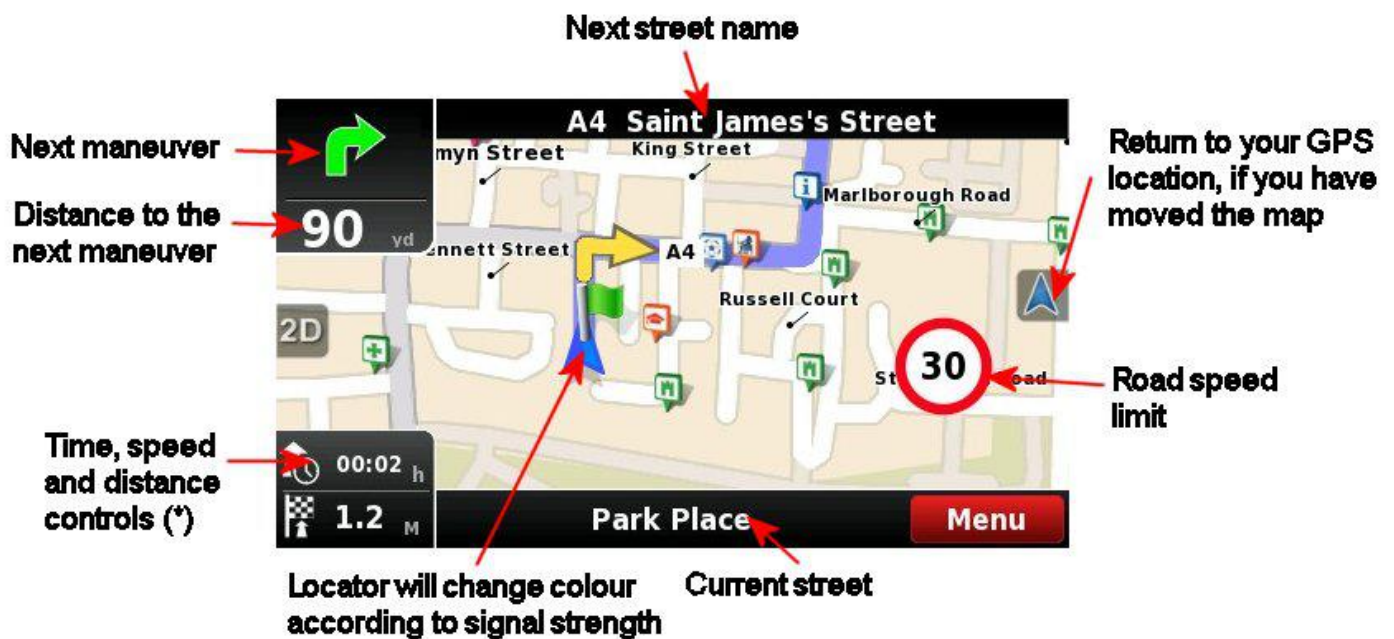 Next street name
A4 Saint James's Street
Next maneuver
myn Street
King Street
Return to your GPS
location, if you have
moved the map
Marlborough Road
Distance to the
next maneuver
90 yd
ennett Street
A4
Russell Court
2D
30
St
oad
Road speed
limit
Time, speed
and distance
controls (*)
00:02 h
1.2 M
Park Place
Menu
Locator will change colour
according to signal strength
Current street